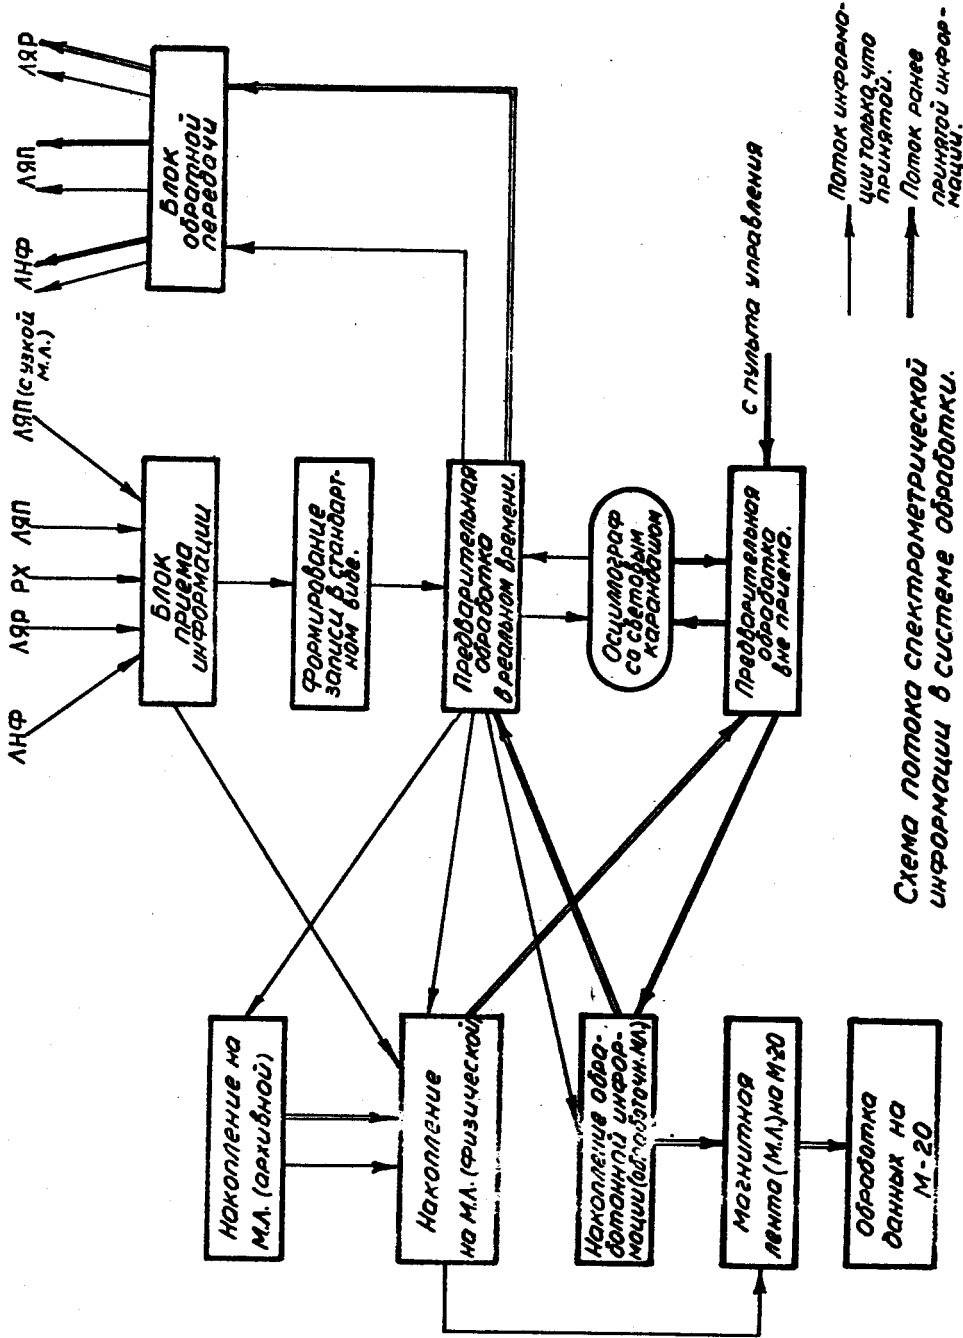 ЛНФ
ЛЯР
РХ
ЛЯП
ЛЯП (с узкой
М.Л.)
ЛНФ
ЛЯП
ЛЯР
Блок
приема
информации
Блок
обратной
передачи
Формирование
записи в стандарт-
ном виде.
Накопление на
М.Л. (архивной)
Предварительная
обработка
в реальном времени.
Накопление
на М.Л. (физической)
Осциллограф
со световым
карандашом
Накопление обра-
ботанной инфор-
мации (обработочн. МЛ)
Предварительная
обработка
вне приема.
с пульта управления
Магнитная
лента (М.Л.) на М-20
Обработка
данных на
М-20
Поток информа-
ции только что
принятой.
Поток ранее
принятой инфор-
мации.
Схема потока спектрометрической
информации в системе обработки.